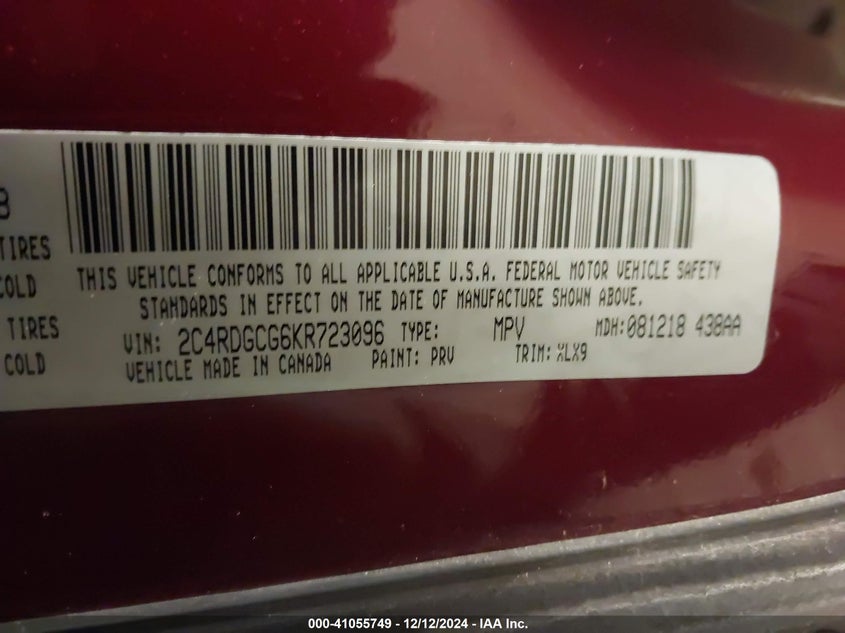 3
TIRES
COLD
TIRES
COLD
THIS VEHICLE CONFORMS TO ALL APPLICABLE U.S.A. FEDERAL MOTOR VEHICLE SAFETY
STANDARDS IN EFFECT ON THE DATE OF MANUFACTURE SHOWN ABOVE.
VIN: 2C4RDGCG6KR723096 TYPE: MPV MDH:081218 438AA
VEHICLE MADE IN CANADA PAINT: PRV TRIM: XLX9
000-41055749 - 12/12/2024 - IAA Inc.